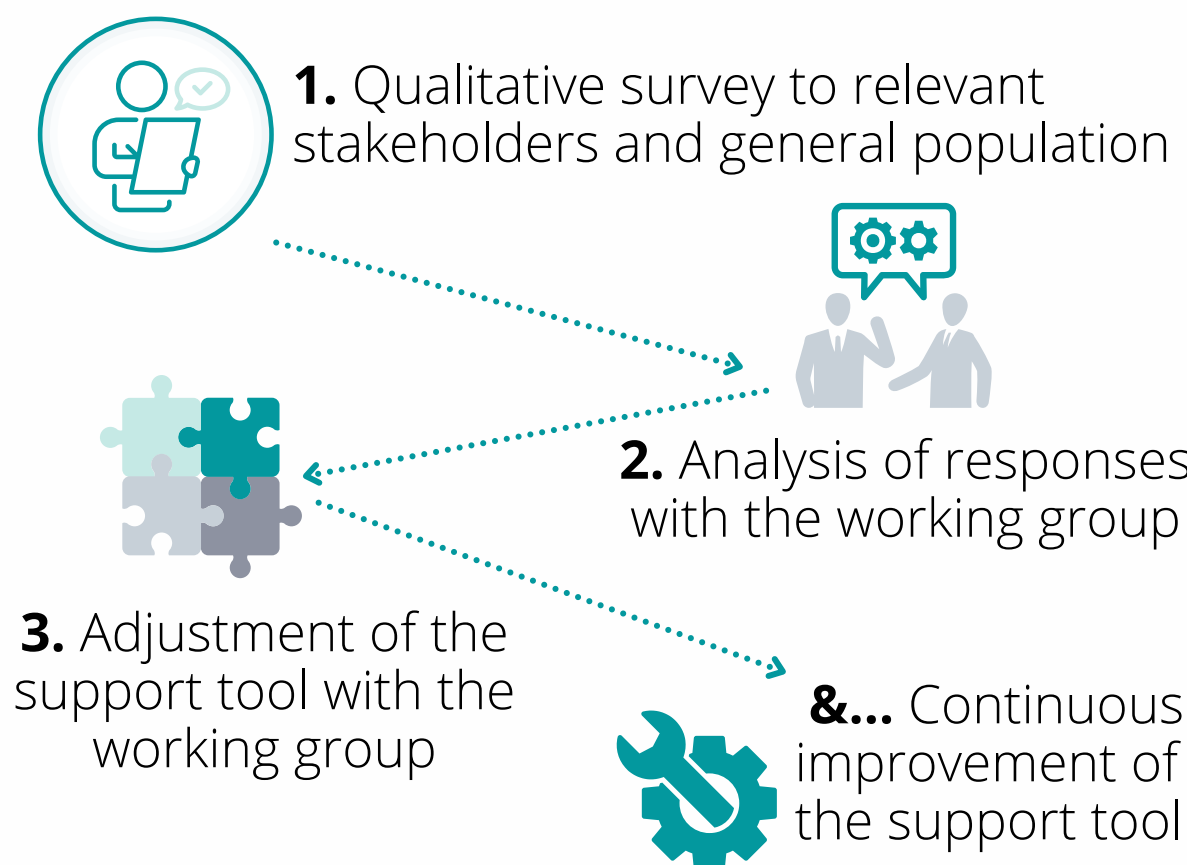 1. Qualitative survey to relevant
stakeholders and general population
2. Analysis of responses
with the working group
3. Adjustment of the
support tool with the
working group
&... Continuous
improvement of
the support tool